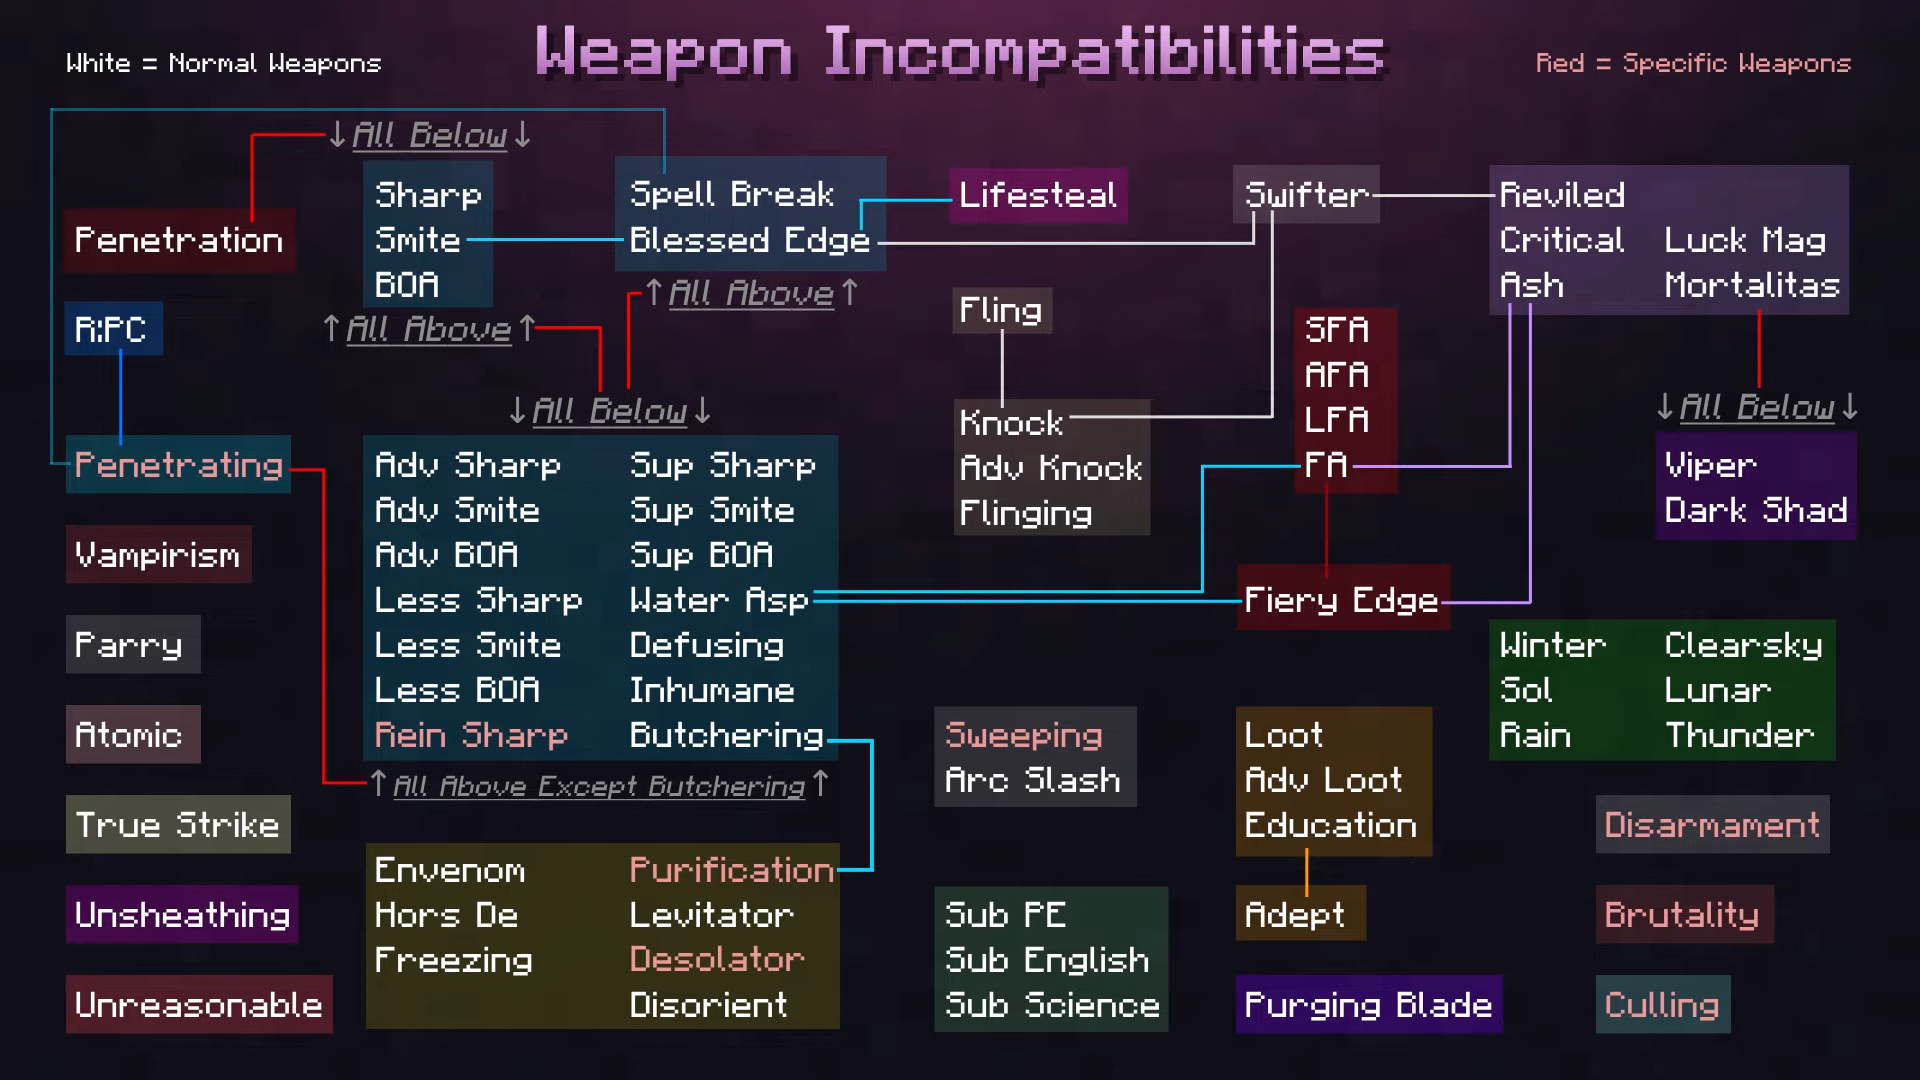 Weapon Incompatibilities
White = Normal Weapons
Red = Specific Weapons
↓All Below↓
Penetration
Sharp
Smite
BOA
↑All Above↑
Spell Break
Blessed Edge
↑All Above↑
Lifesteal
Swifter
Reviled
Critical
Ash
Luck Mag
Mortalitas
R:PC
Fling
Knock
Adv Knock
Flinging
SFA
AFA
LFA
FA
Fiery Edge
↓All Below↓
Viper
Dark Shad
Penetrating
Vampirism
Parry
Atomic
True Strike
Unsheathing
Unreasonable
↓All Below↓
Adv Sharp
Adv Smite
Adv BOA
Less Sharp
Less Smite
Less BOA
Rein Sharp
Sup Sharp
Sup Smite
Sup BOA
Water Asp
Defusing
Inhumane
Butchering
↑All Above Except Butchering↑
Envenom
Hors De
Freezing
Purification
Levitator
Desolator
Disorient
Sweeping
Arc Slash
Sub PE
Sub English
Sub Science
Loot
Adv Loot
Education
Adept
Purging Blade
Winter
Sol
Rain
Clearsky
Lunar
Thunder
Disarmament
Brutality
Culling